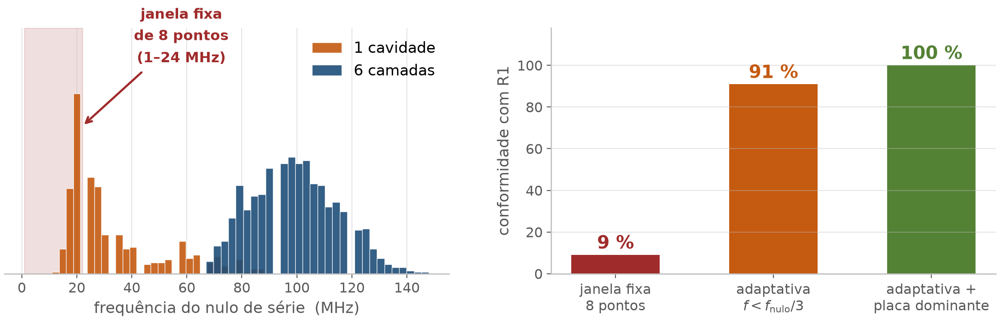 janela fixa
de 8 pontos
(1–24 MHz)
1 cavidade
6 camadas
0 20 40 60 80 100 120 140
frequência do nulo de série (MHz)
conformidade com R1
100
80
60
40
20
0
9 %
91 %
100 %
janela fixa
8 pontos
adaptativa
f < fnulo/3
adaptativa +
placa dominante